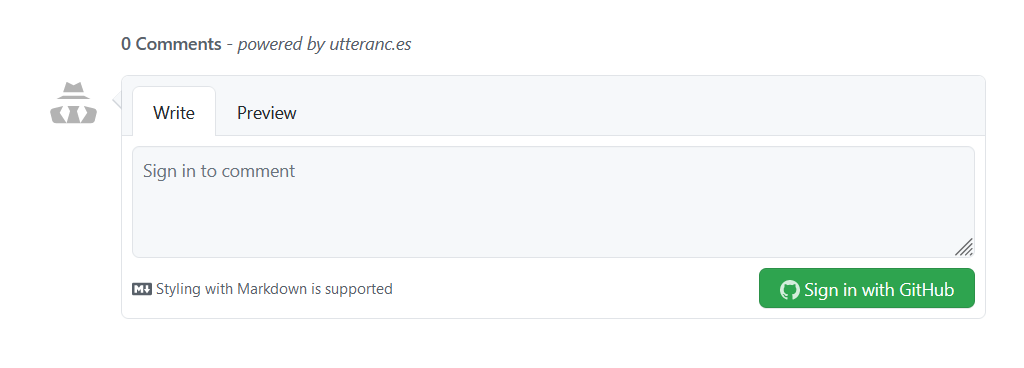 0 Comments - powered by utteranc.es
Write Preview
Sign in to comment
Styling with Markdown is supported
Sign in with GitHub